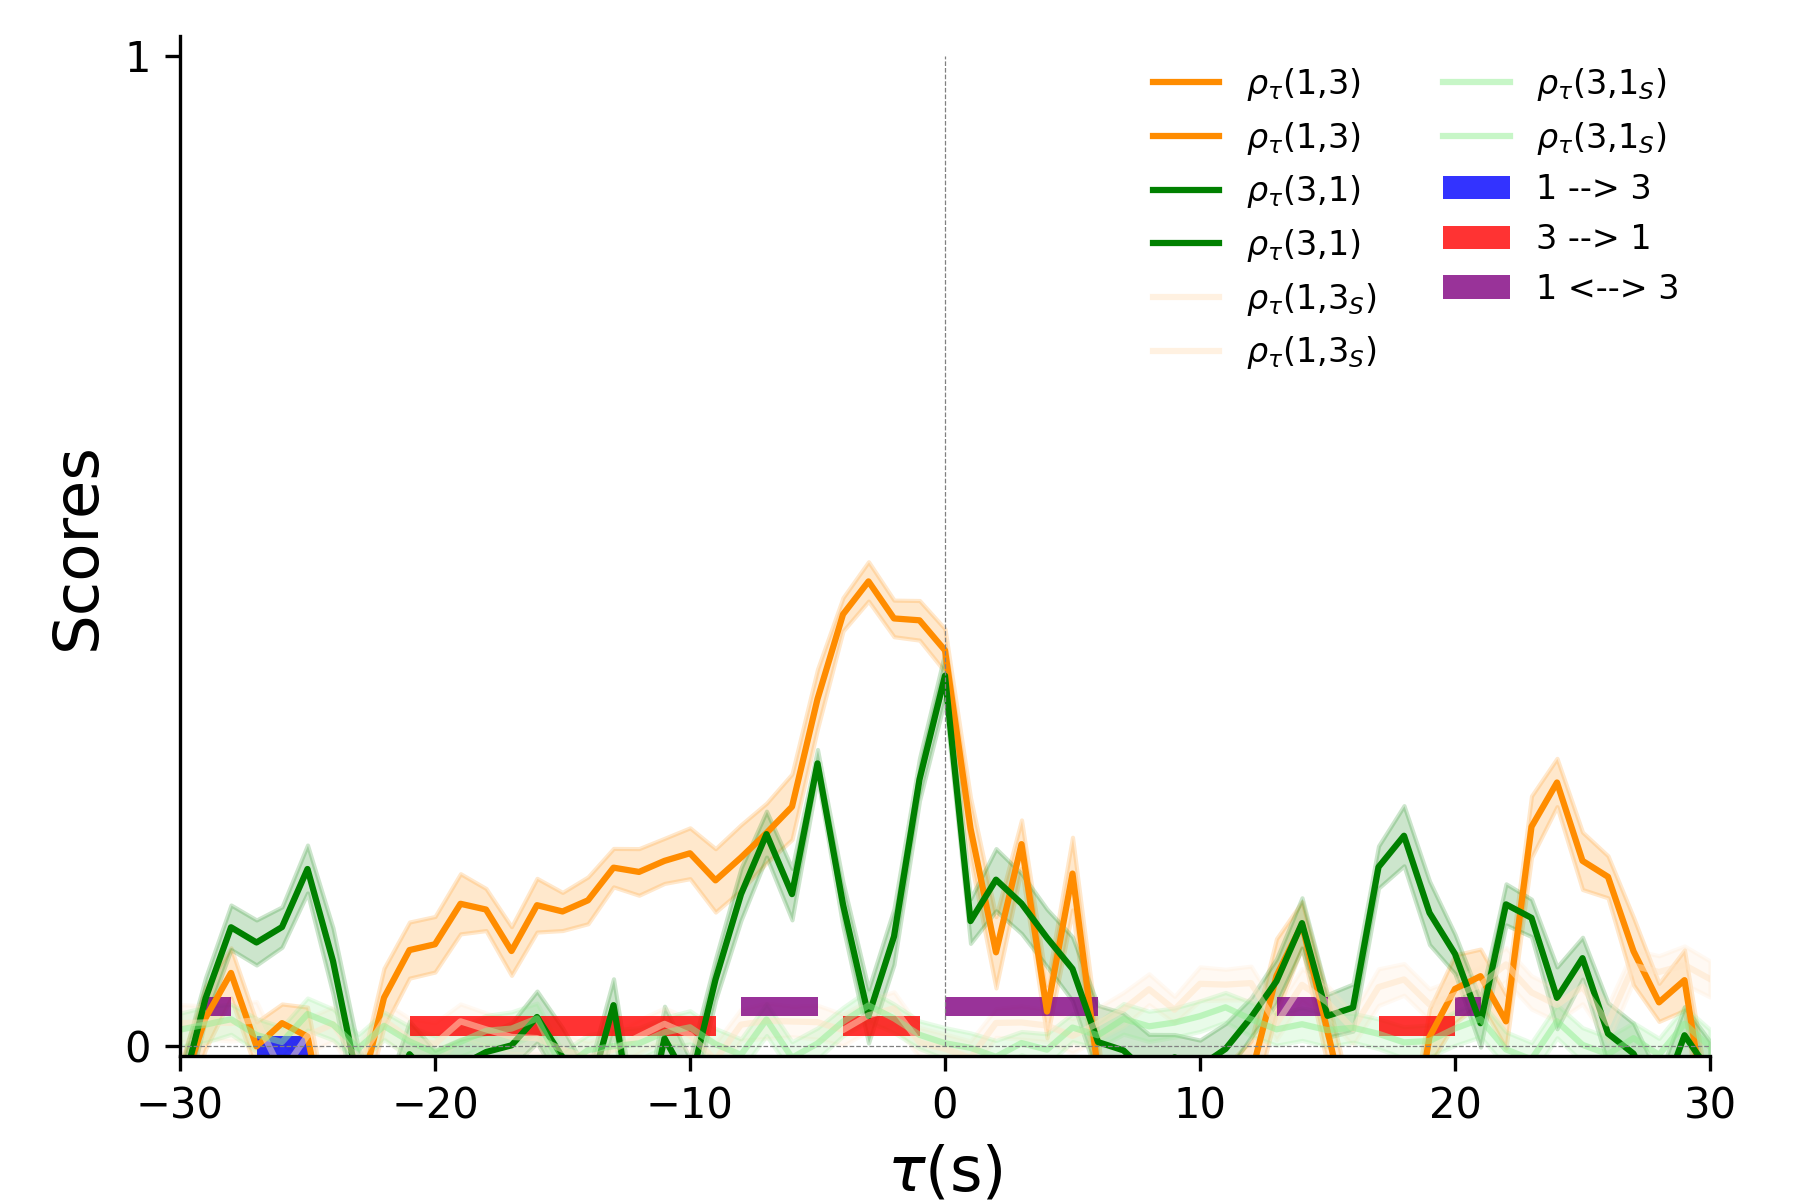 1
ρτ(1,3)
ρτ(1,3)
ρτ(3,1)
ρτ(3,1)
ρτ(1,3S)
ρτ(1,3S)
ρτ(3,1S)
ρτ(3,1S)
1 --> 3
3 --> 1
1 <--> 3
Scores
0
−30 −20 −10 0 10 20 30
τ(s)